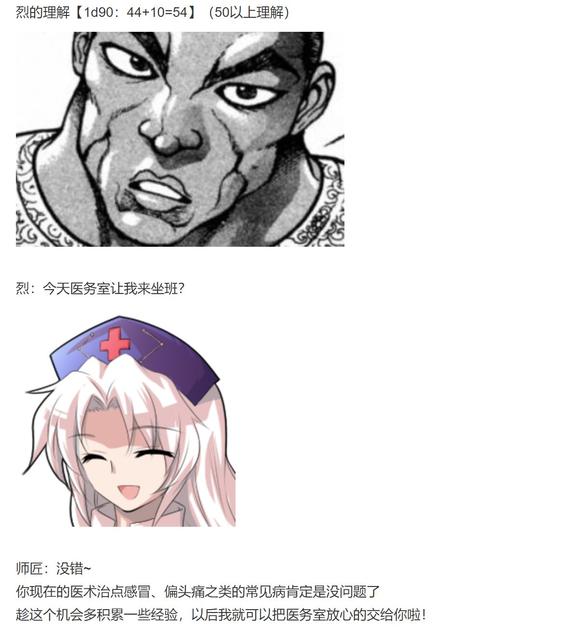 烈的理解【1d90：44+10=54】（50以上理解）
烈：今天医务室让我来坐班？
师匠：没错~
你现在的医术治点感冒、偏头痛之类的常见病肯定是没问题了
趁这个机会多积累一些经验，以后我就可以把医务室放心的交给你啦！